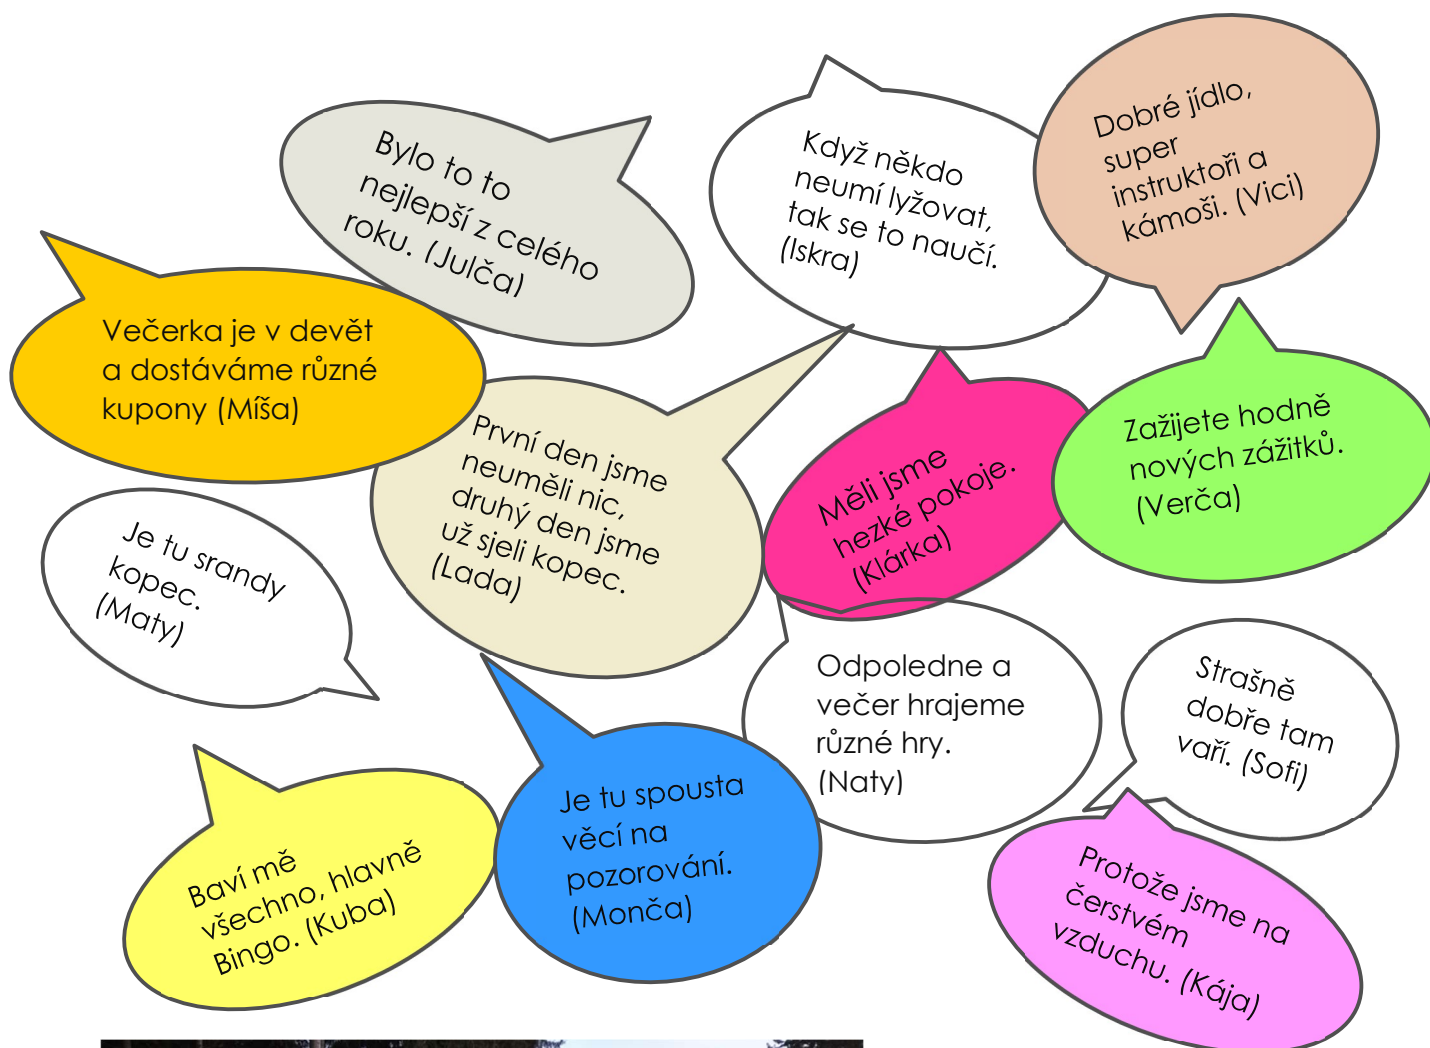 Bylo to to
nejlepší z celého
roku. (Julča)
Když někdo
neumí lyžovat,
tak se to naučí.
(Iskra)
Dobré jídlo,
super
instruktoři a
kámoši. (Vici)
Večerka je v devět
a dostáváme různé
kupony (Míša)
První den jsme
neuměli nic,
druhý den jsme
už sjeli kopec.
(Lada)
Měli jsme
hezké pokoje.
(Klárka)
Zažijete hodně
nových zážitků.
(Verča)
Je tu srandy
kopec.
(Maty)
Odpoledne a
večer hrajeme
různé hry.
(Naty)
Strašně
dobře tam
vaří. (Sofi)
Baví mě
všechno, hlavně
Bingo. (Kuba)
Je tu spousta
věcí na
pozorování.
(Monča)
Protože jsme na
čerstvém
vzduchu. (Kája)